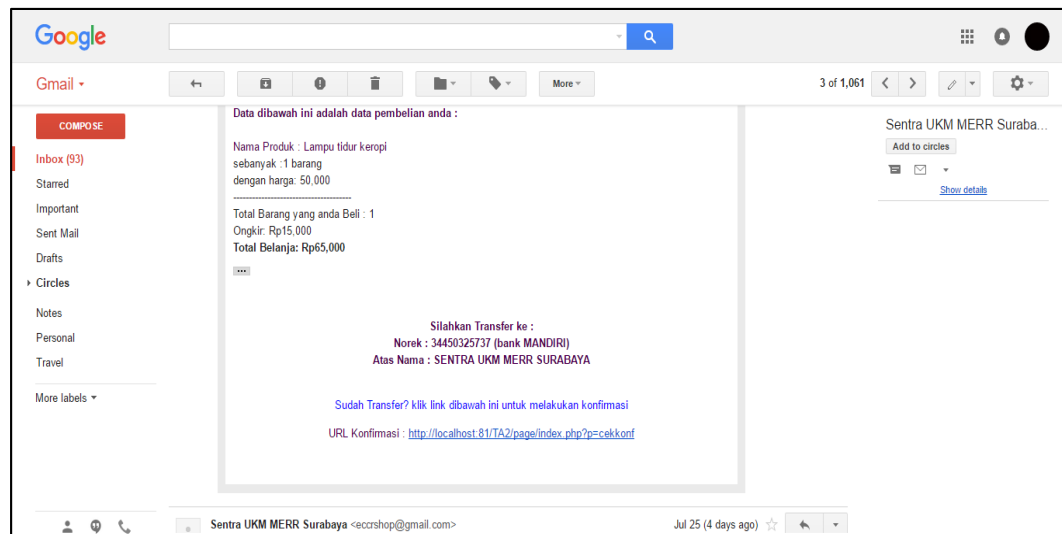 Google
Gmail
More
3 of 1,061
COMPOSE
Inbox (93)
Starred
Important
Sent Mail
Drafts
Circles
Notes
Personal
Travel
More labels
Data dibawah ini adalah data pembelian anda :
Nama Produk : Lampu tidur keropi
sebanyak :1 barang
dengan harga: 50,000
------------------------------------
Total Barang yang anda Beli : 1
Ongkir: Rp15,000
Total Belanja: Rp65,000
...
Silahkan Transfer ke :
Norek : 34450325737 (bank MANDIRI)
Atas Nama : SENTRA UKM MERR SURABAYA
Sudah Transfer? klik link dibawah ini untuk melakukan konfirmasi
URL Konfirmasi : http://localhost:81/TA2/page/index.php?p=cekkonf
Sentra UKM MERR Suraba...
Add to circles
Show details
Sentra UKM MERR Surabaya <eccrshop@gmail.com>
Jul 25 (4 days ago)